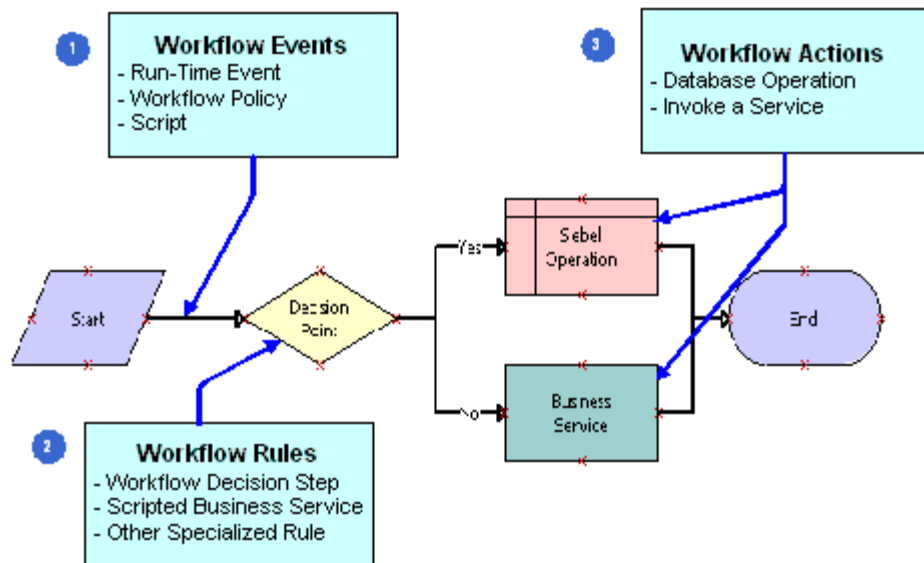 1
Workflow Events
- Run-Time Event
- Workflow Policy
- Script
3
Workflow Actions
- Database Operation
- Invoke a Service
Start
Decision
Point
Yes
Siebel
Operation
No
Business
Service
End
2
Workflow Rules
- Workflow Decision Step
- Scripted Business Service
- Other Specialized Rule